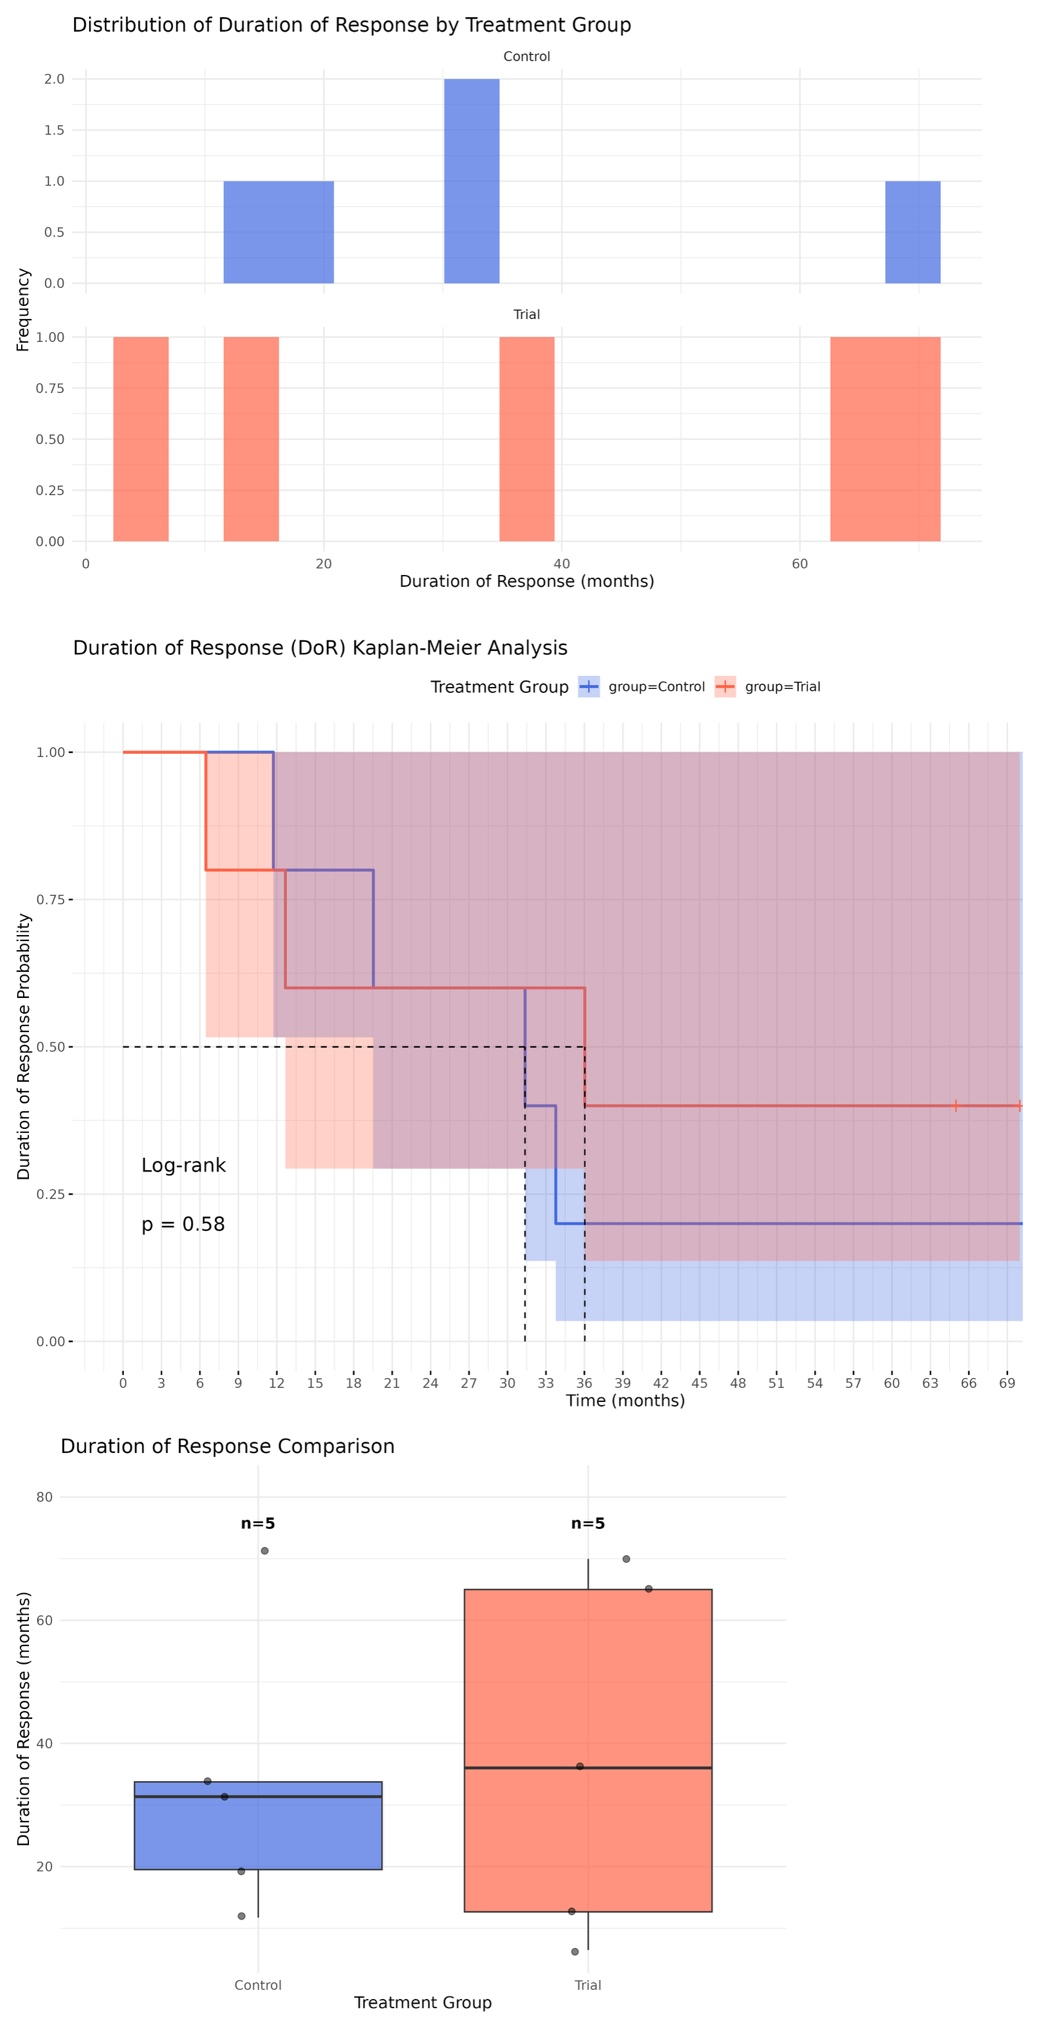 Distribution of Duration of Response by Treatment Group
Control
2.0
1.5
1.0
0.5
0.0
Frequency
Trial
1.00
0.75
0.50
0.25
0.00
0 20 40 60
Duration of Response (months)
Duration of Response (DoR) Kaplan-Meier Analysis
Treatment Group group=Control group=Trial
1.00
0.75
0.50
0.25
0.00
Duration of Response Probability
Log-rank
p = 0.58
0 3 6 9 12 15 18 21 24 27 30 33 36 39 42 45 48 51 54 57 60 63 66 69
Time (months)
Duration of Response Comparison
80
60
40
20
Duration of Response (months)
n=5 n=5
Control Trial
Treatment Group